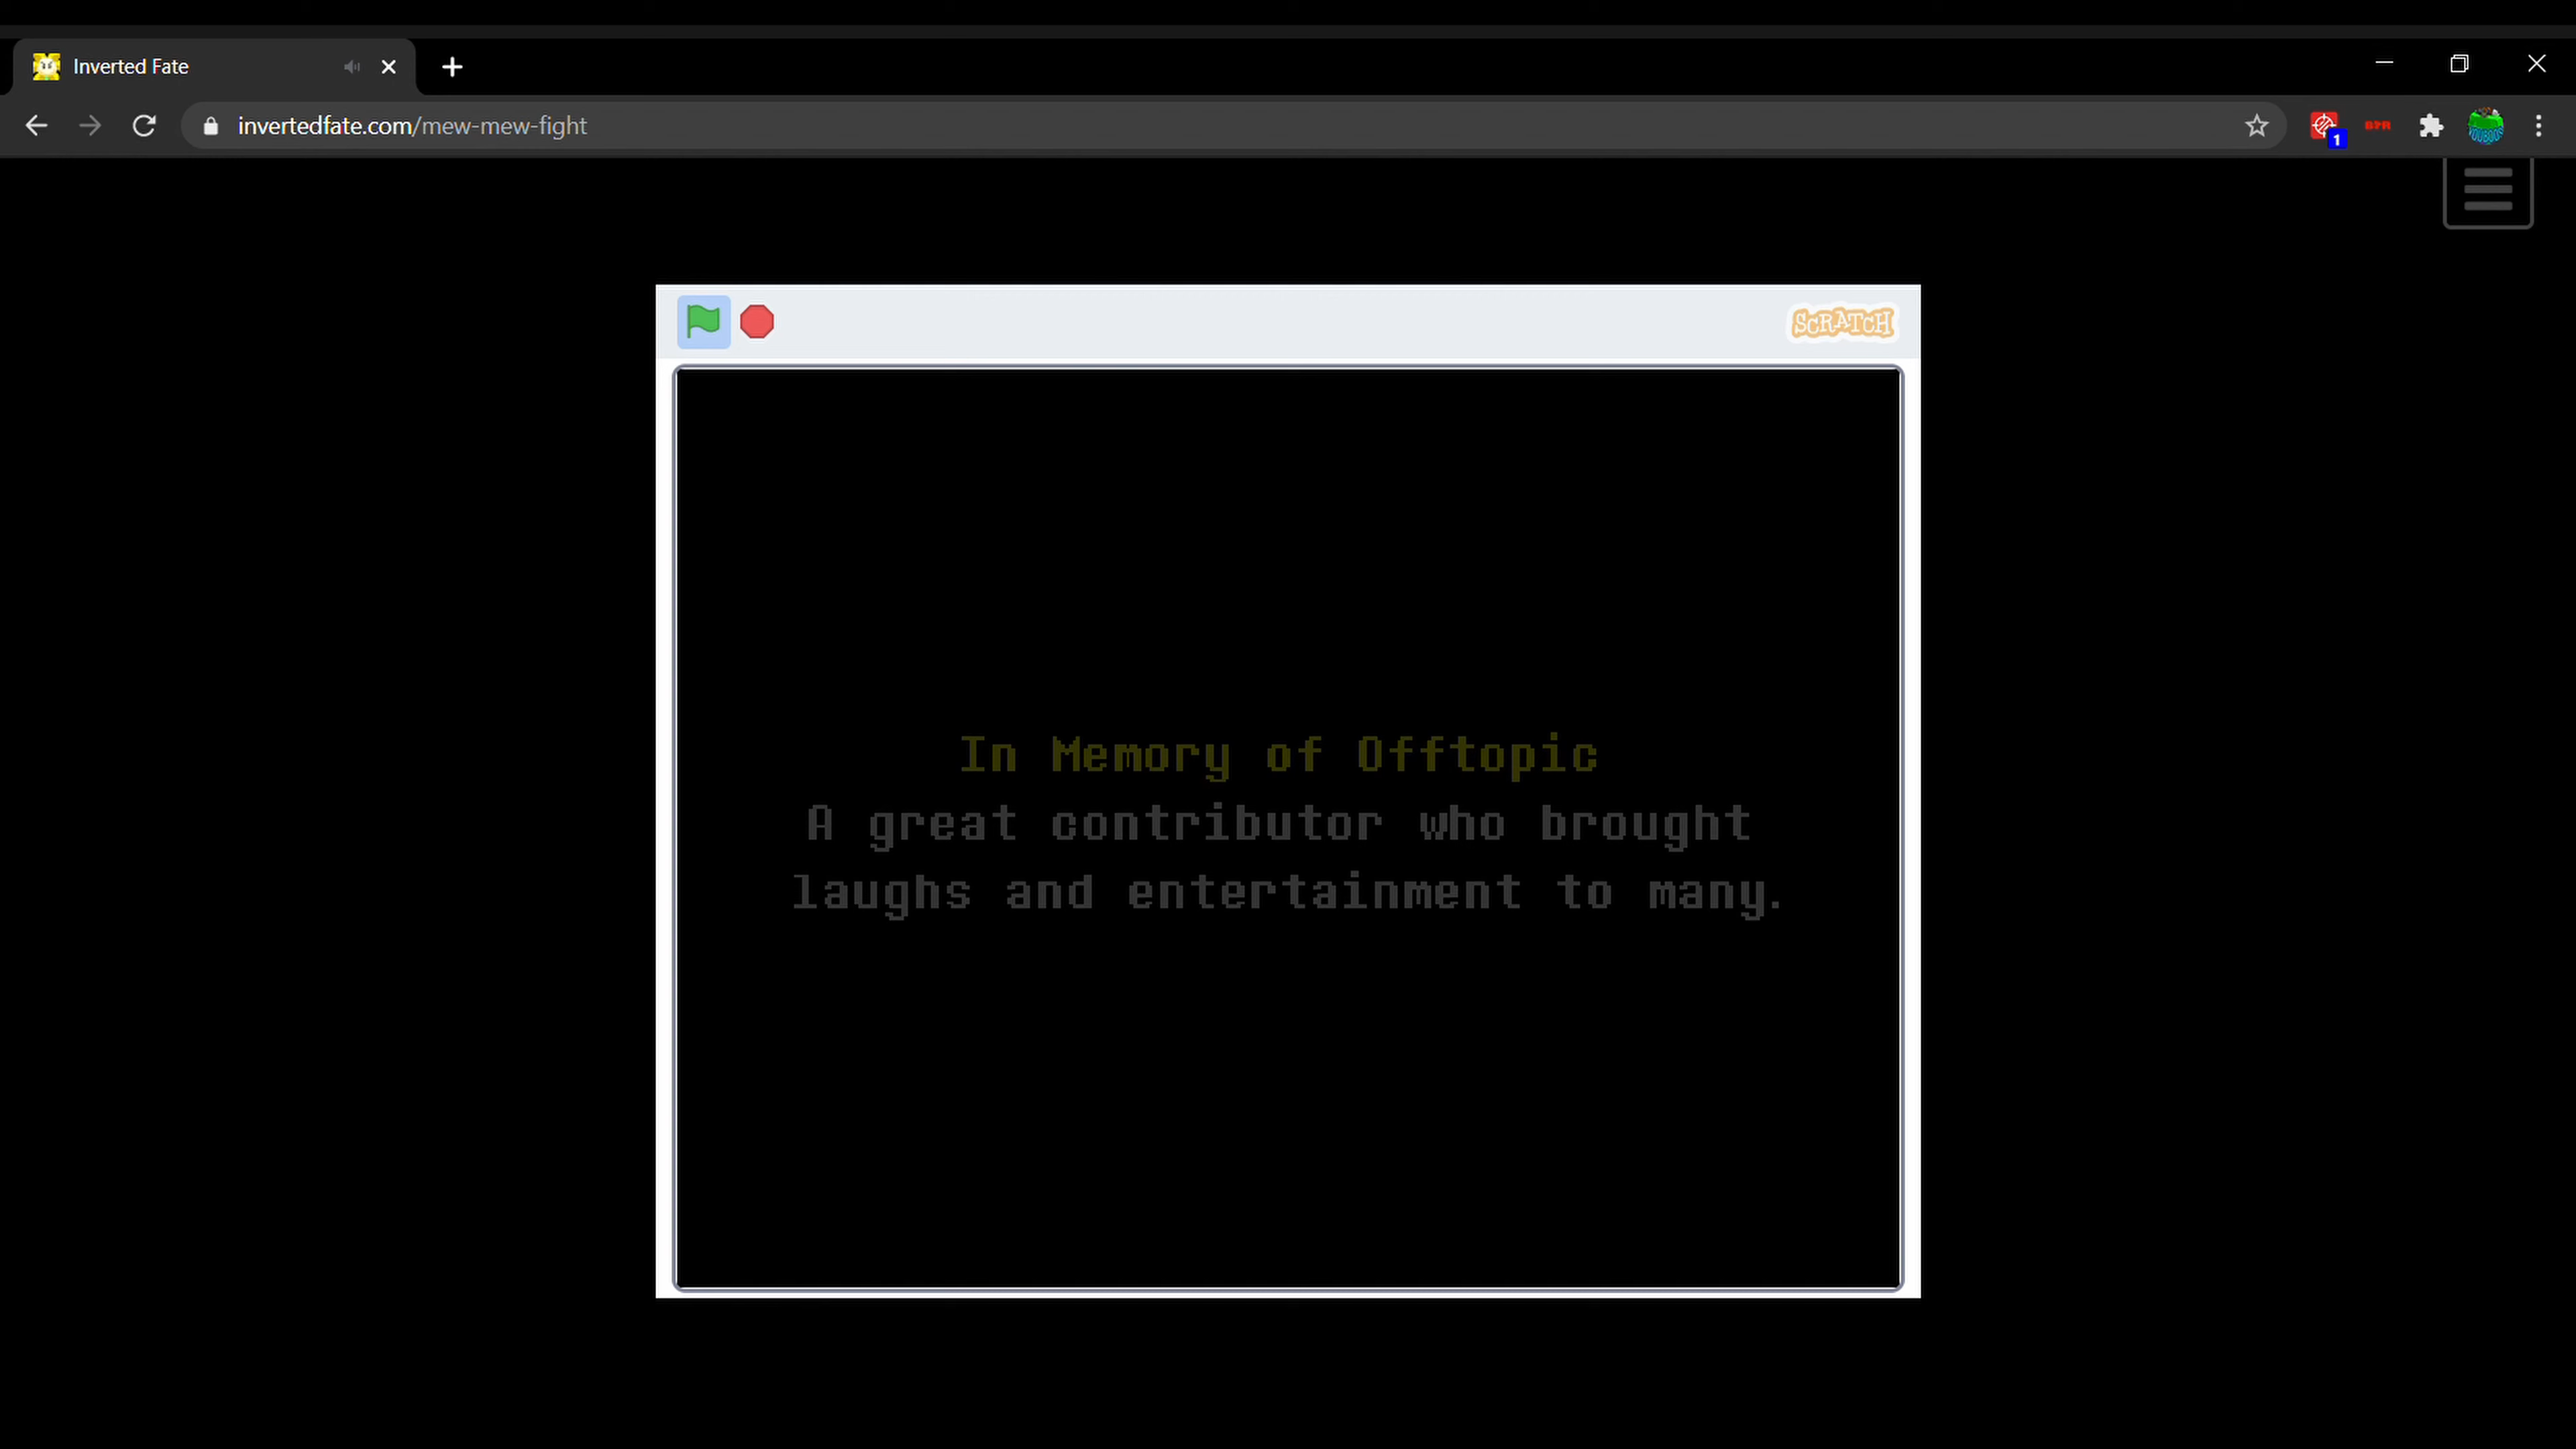 Inverted Fate
invertedfate.com/mew-mew-fight
1
SCRATCH
In Memory of Offtopic
A great contributor who brought
laughs and entertainment to many.